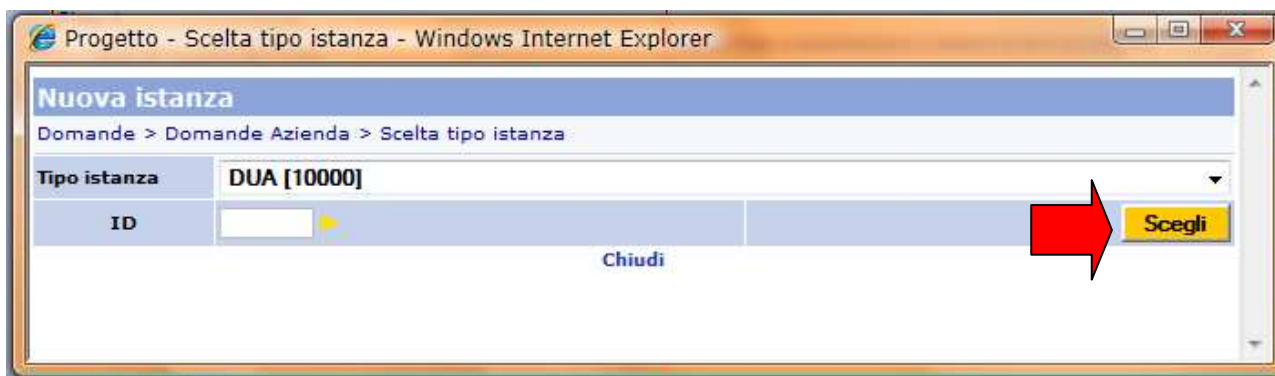 Progetto - Scelta tipo istanza - Windows Internet Explorer
Nuova istanza
Domande > Domande Azienda > Scelta tipo istanza
Tipo istanza DUA [10000]
ID Scegli
Chiudi